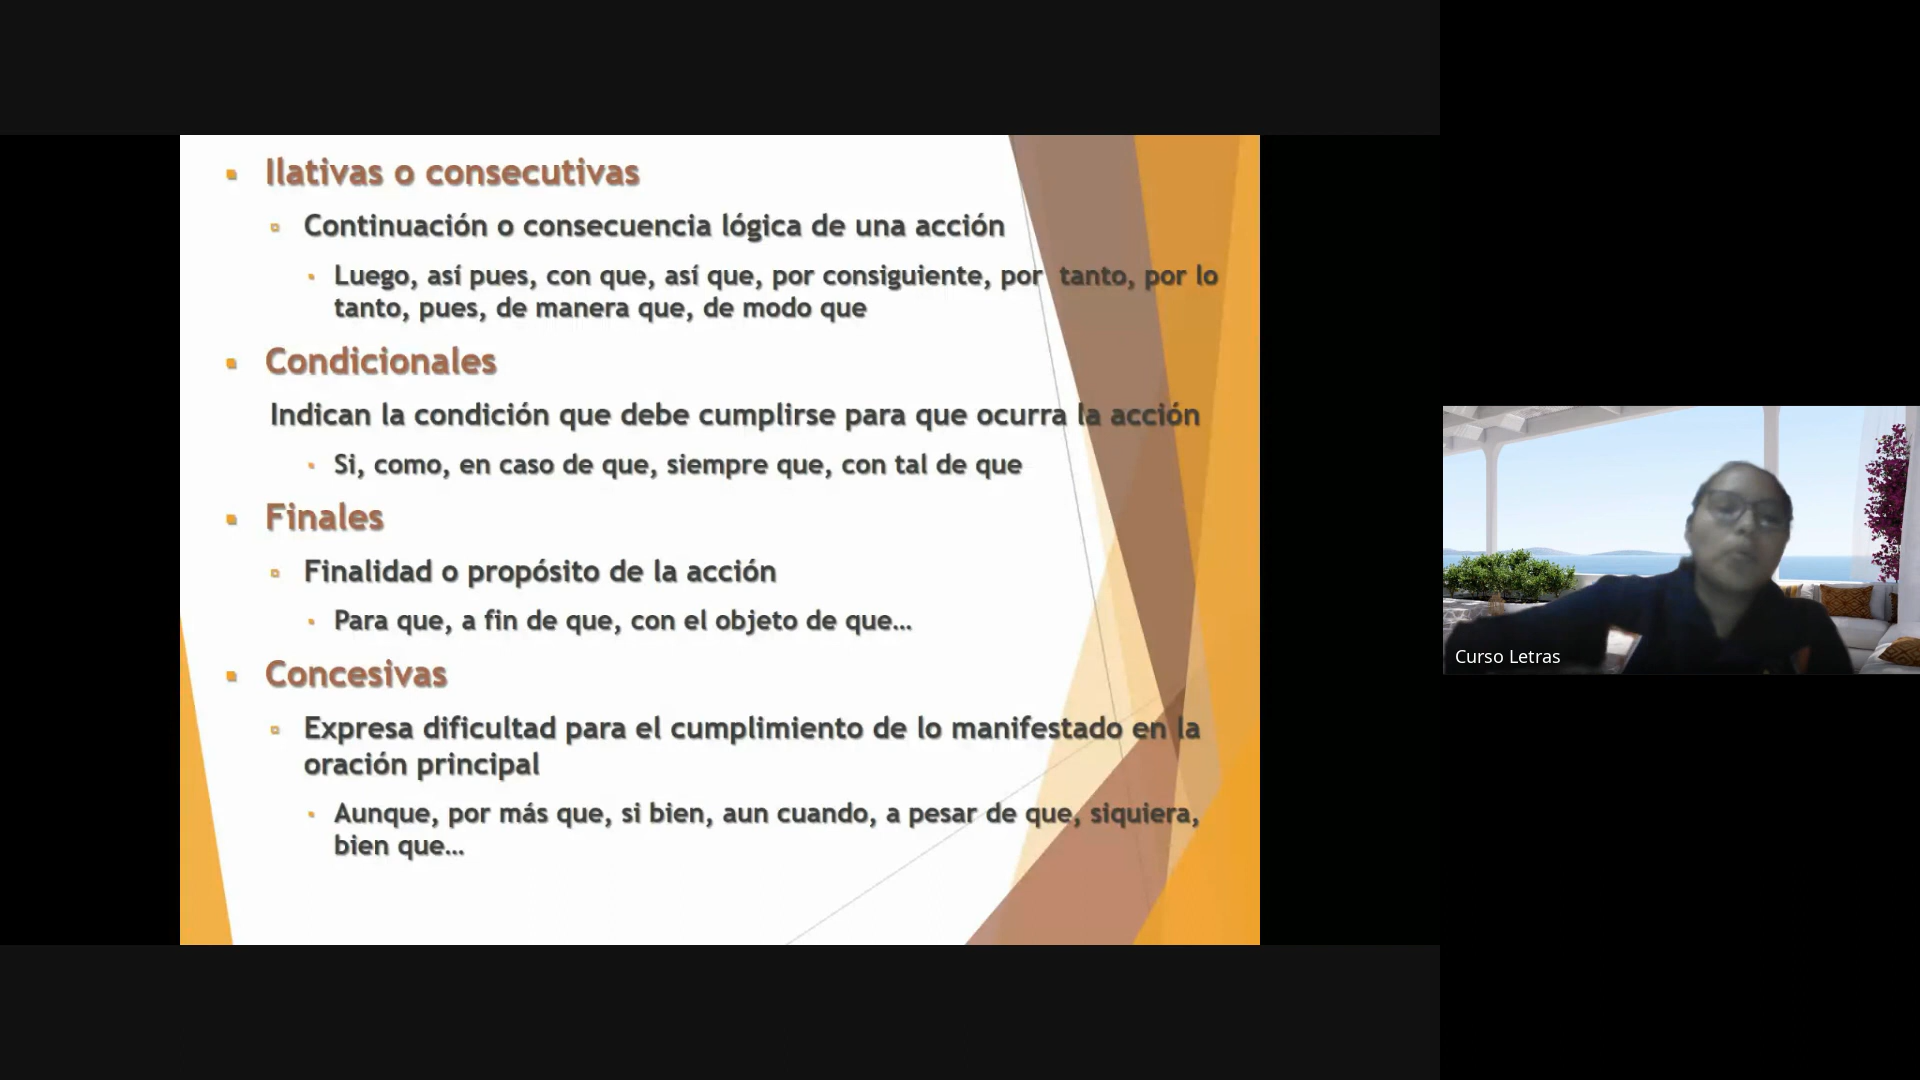 Ilativas o consecutivas
Continuación o consecuencia lógica de una acción
Luego, así pues, con que, así que, por consiguiente, por tanto, por lo
tanto, pues, de manera que, de modo que
Condicionales
Indican la condición que debe cumplirse para que ocurra la acción
Si, como, en caso de que, siempre que, con tal de que
Finales
Finalidad o propósito de la acción
Para que, a fin de que, con el objeto de que…
Concesivas
Expresa dificultad para el cumplimiento de lo manifestado en la
oración principal
Aunque, por más que, si bien, aun cuando, a pesar de que, siquiera,
bien que…
Curso Letras